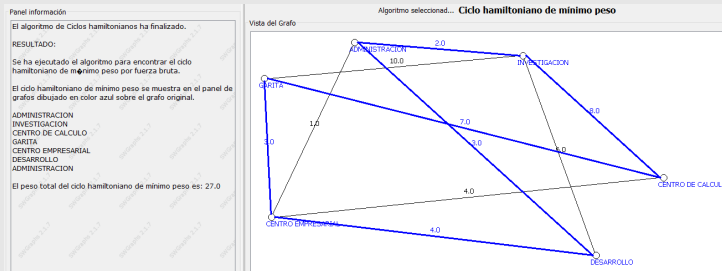 Panel información
El algoritmo de Ciclos hamiltonianos ha finalizado.
RESULTADO:
Se ha ejecutado el algoritmo para encontrar el ciclo
hamiltoniano de m�nimo peso por fuerza bruta.
El ciclo hamiltoniano de mínimo peso se muestra en el panel de
grafos dibujado en color azul sobre el grafo original.
ADMINISTRACION
INVESTIGACION
CENTRO DE CALCULO
GARITA
CENTRO EMPRESARIAL
DESARROLLO
ADMINISTRACION
El peso total del ciclo hamiltoniano de mínimo peso es: 27.0
Algoritmo seleccionad... Ciclo hamiltoniano de mínimo peso
Vista del Grafo
2.0
ADMINISTRACION
INVESTIGACION
10.0
GARITA
8.0
1.0
7.0
3.0
3.0
6.0
CENTRO DE CALCUL
4.0
CENTRO EMPRESARIAL
4.0
DESARROLLO